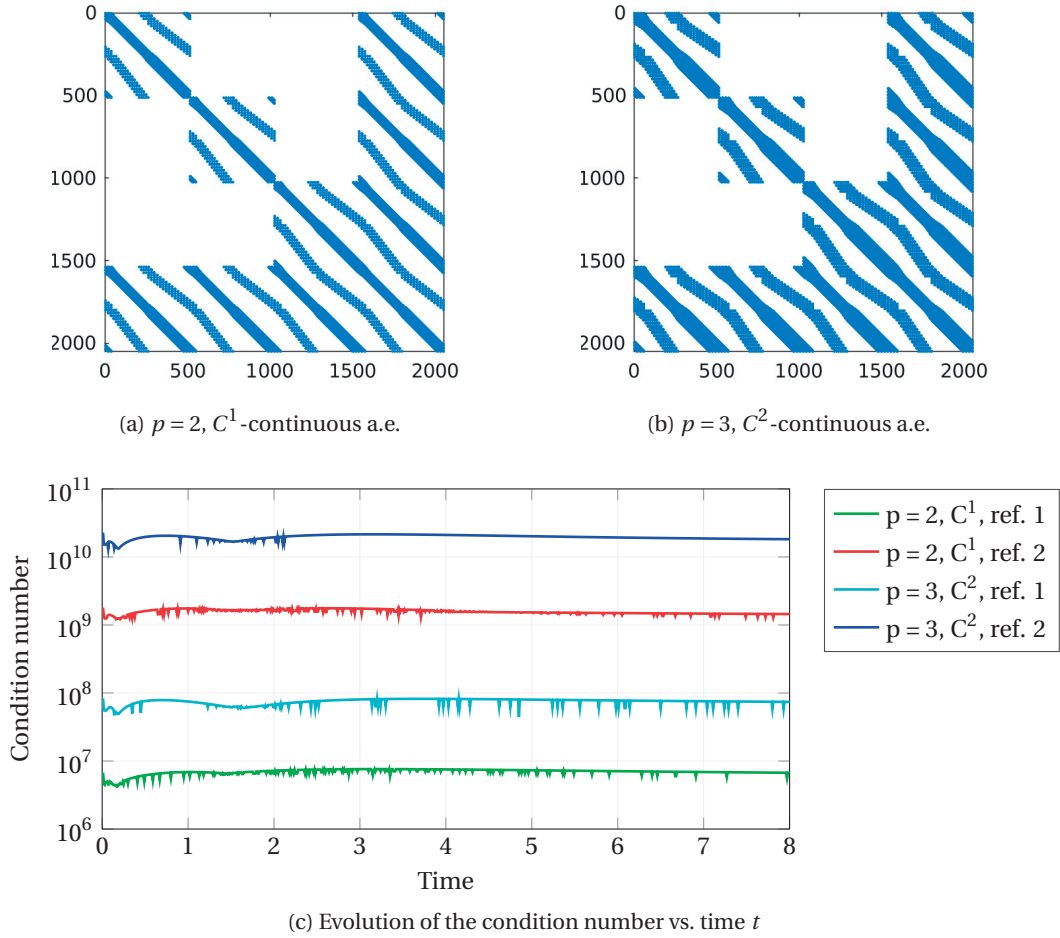 0
500
1000
1500
2000
0 500 1000 1500 2000
(a) p = 2, C¹-continuous a.e.
0
500
1000
1500
2000
0 500 1000 1500 2000
(b) p = 3, C²-continuous a.e.
10¹¹
10¹⁰
10⁹
10⁸
10⁷
10⁶
Condition number
0 1 2 3 4 5 6 7 8
Time
p = 2, C¹, ref. 1
p = 2, C¹, ref. 2
p = 3, C², ref. 1
p = 3, C², ref. 2
(c) Evolution of the condition number vs. time t